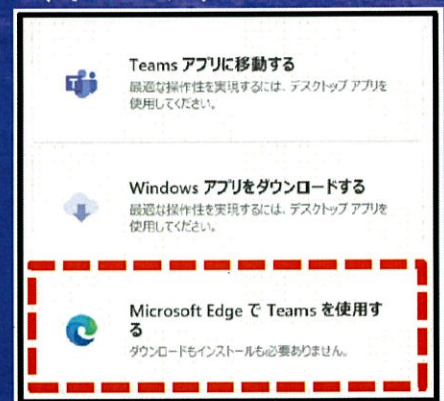 Teams アプリに移動する
最適な操作性を実現するには、デスクトップ アプリを
使用してください。
Windows アプリをダウンロードする
最適な操作性を実現するには、デスクトップ アプリを
使用してください。
Microsoft Edge で Teams を使用す
る
ダウンロードもインストールも必要ありません。